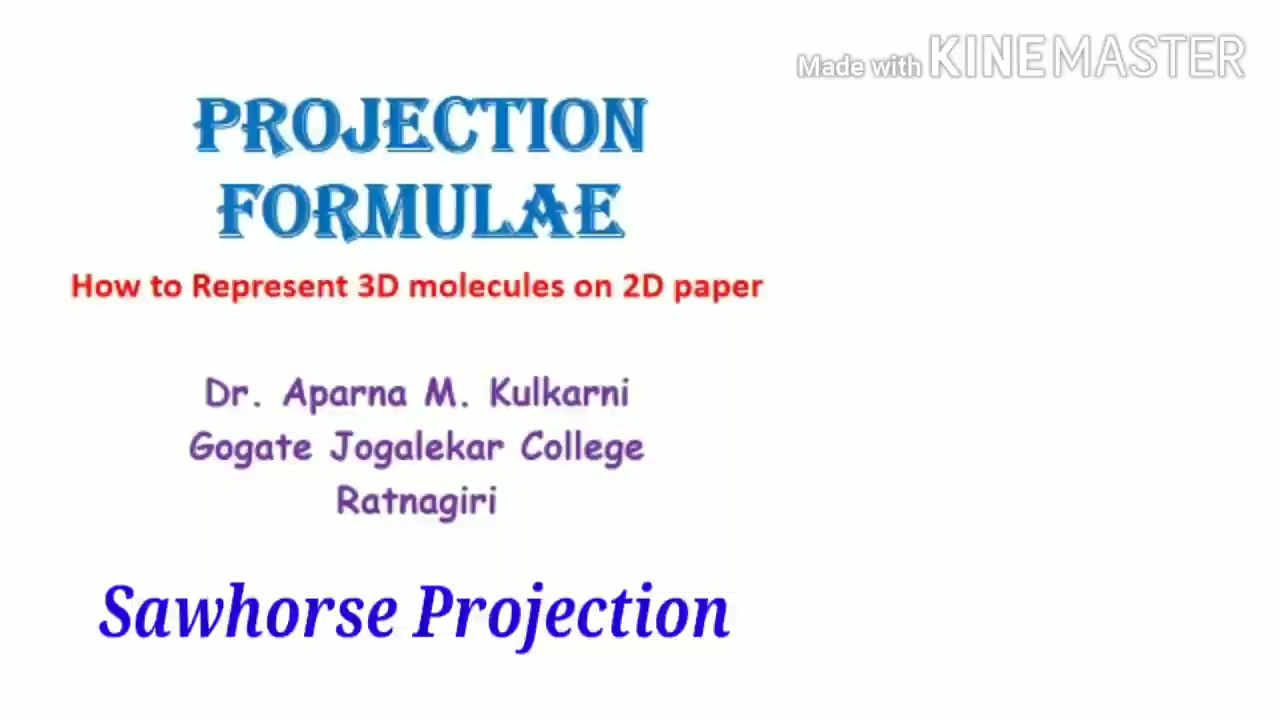 Made with KINEMASTER
PROJECTION
FORMULAE
How to Represent 3D molecules on 2D paper
Dr. Aparna M. Kulkarni
Gogate Jogalekar College
Ratnagiri
Sawhorse Projection